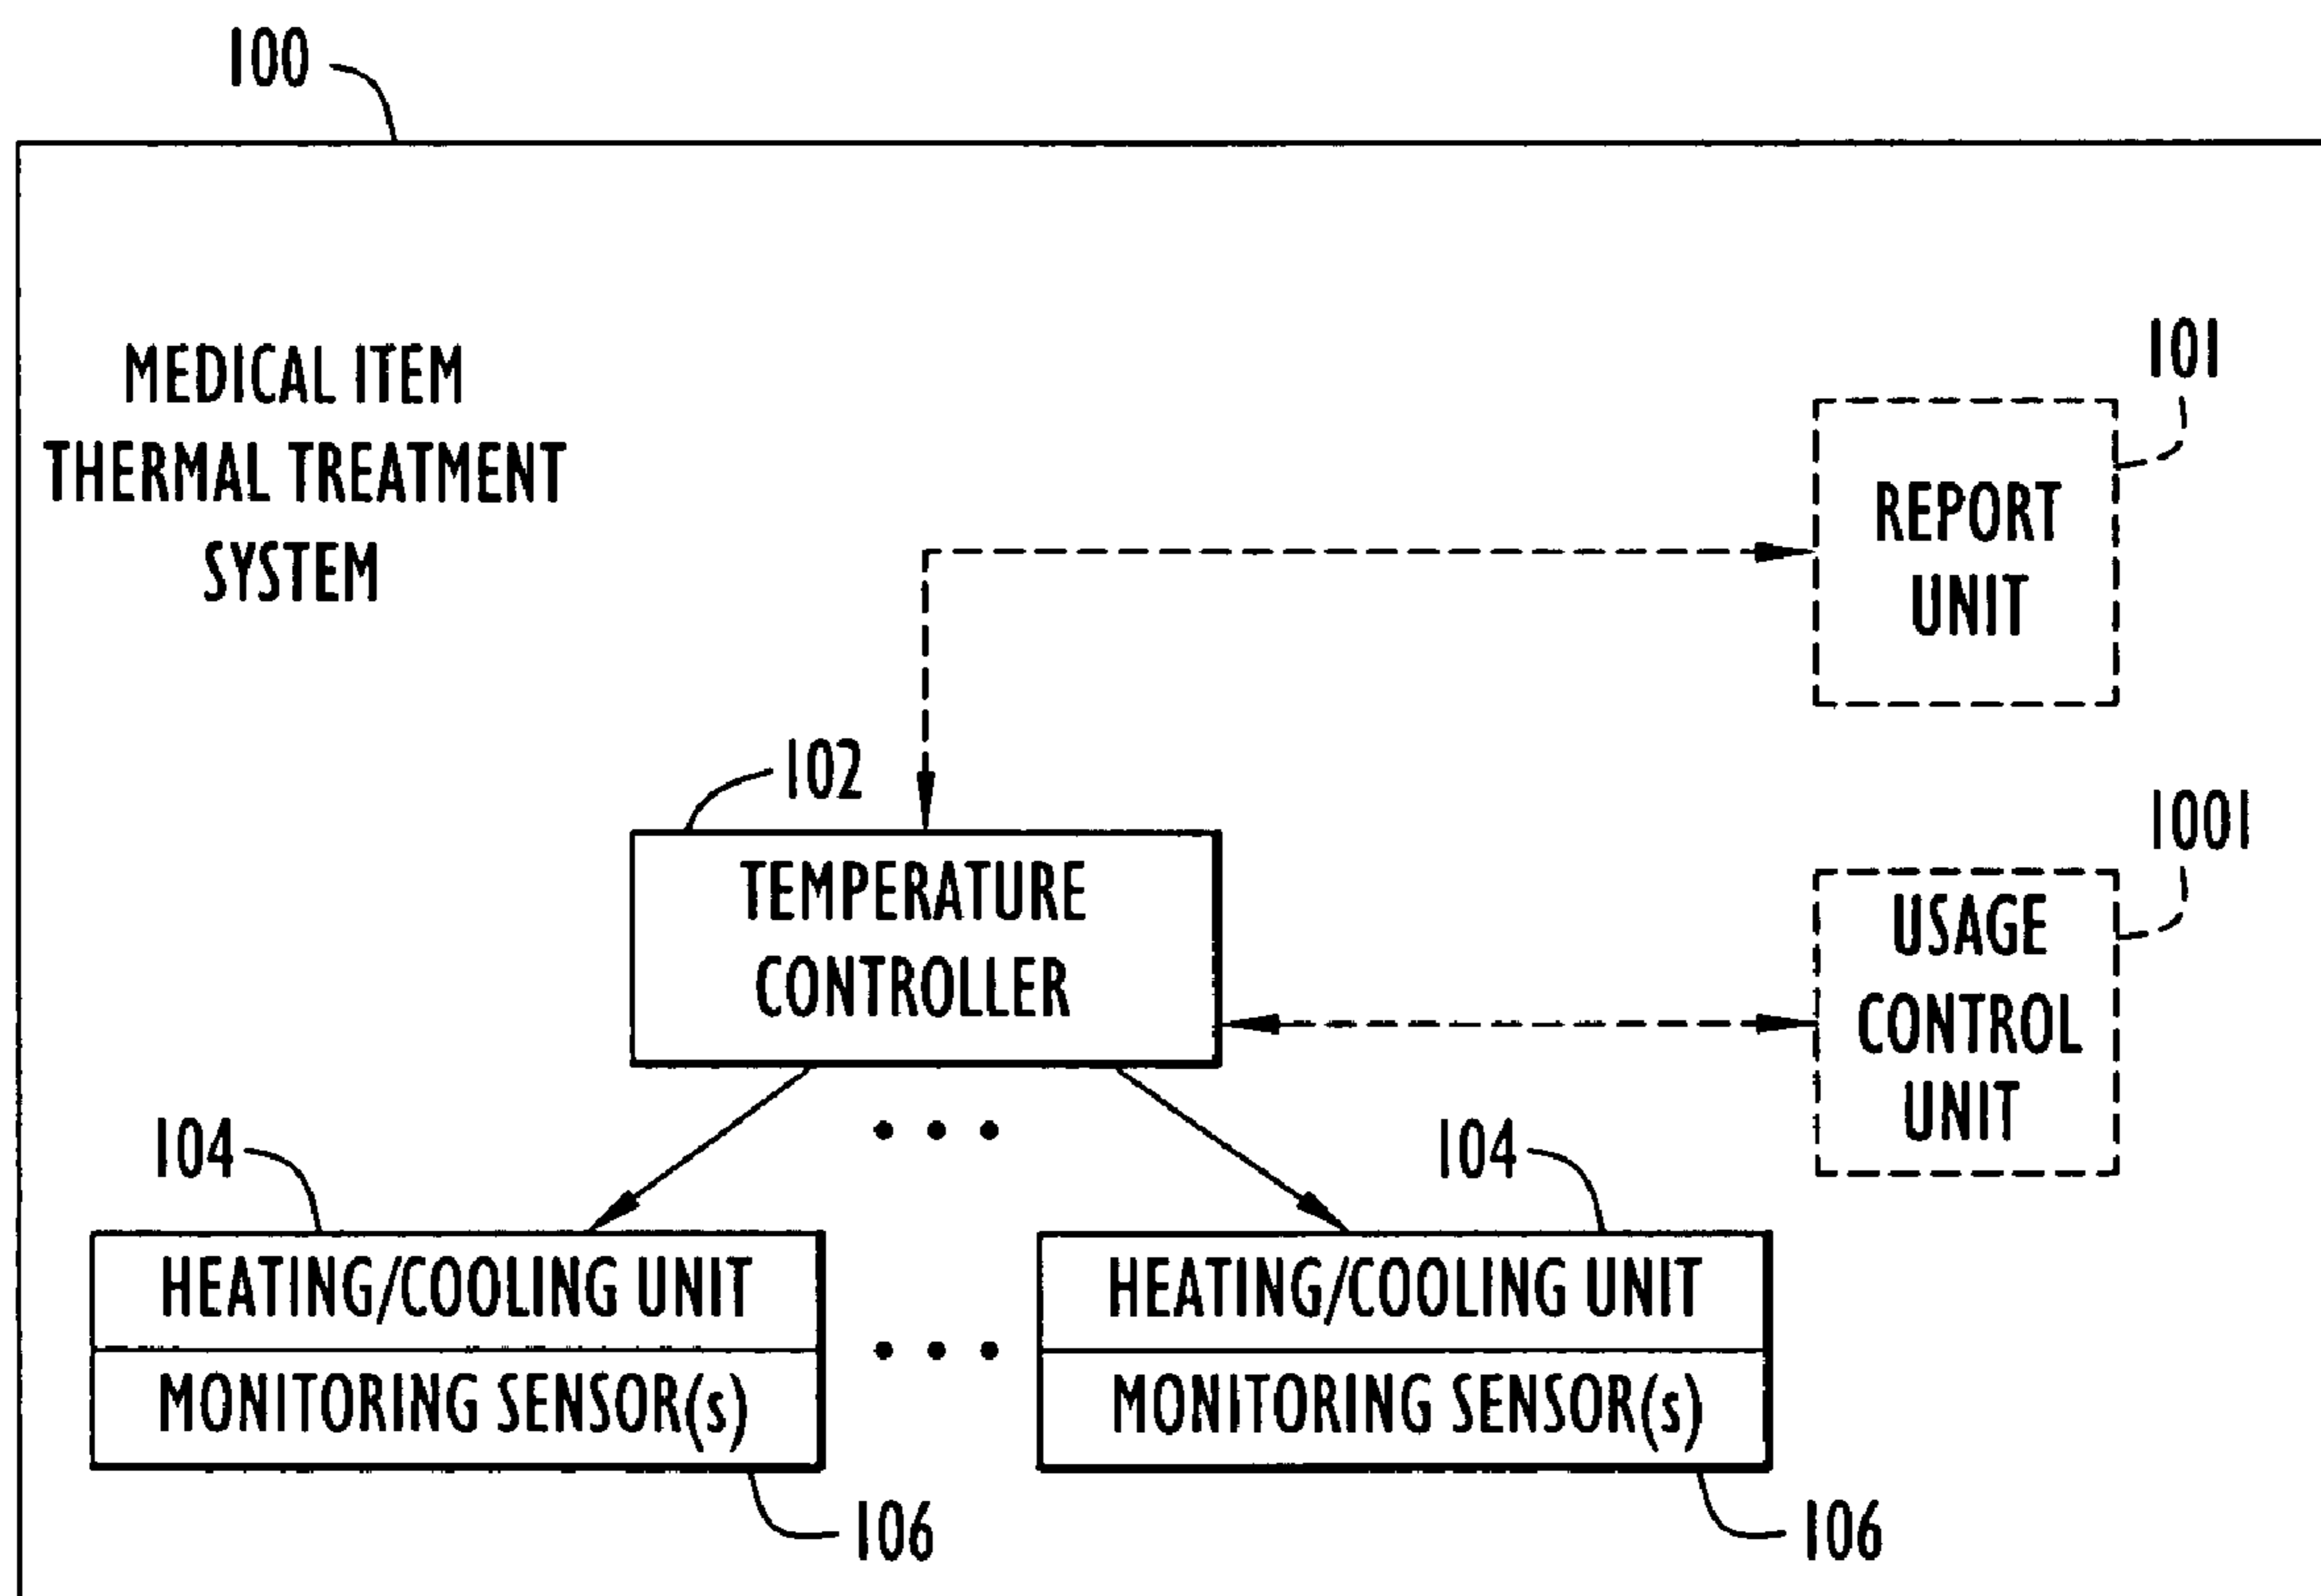 100
MEDICAL ITEM
THERMAL TREATMENT
SYSTEM
101
REPORT
UNIT
102
TEMPERATURE
CONTROLLER
1001
USAGE
CONTROL
UNIT
104
104
HEATING/COOLING UNIT
HEATING/COOLING UNIT
MONITORING SENSOR(s)
MONITORING SENSOR(s)
106
106